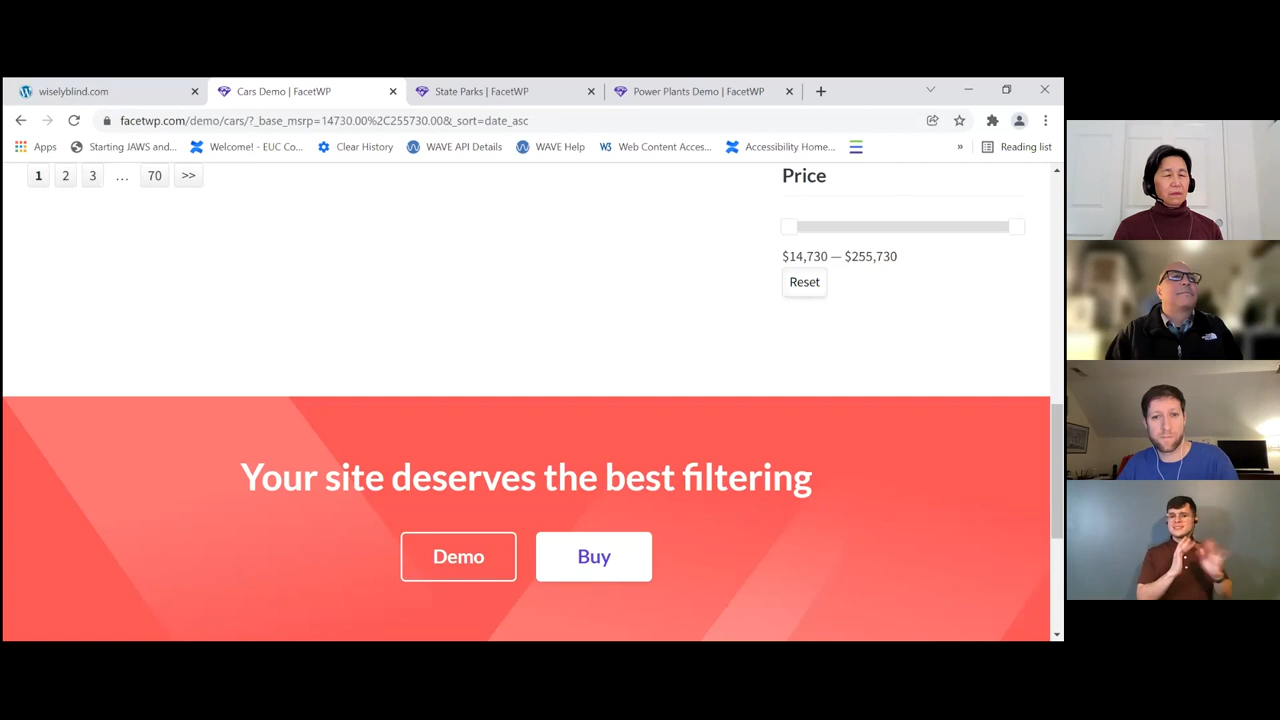 wiselyblind.com
Cars Demo | FacetWP
State Parks | FacetWP
Power Plants Demo | FacetWP
facetwp.com/demo/cars/?_base_msrp=14730.00%2C255730.00&_sort=date_asc
Apps
Starting JAWS and...
Welcome! - EUC Co...
Clear History
WAVE API Details
WAVE Help
W3 Web Content Acces...
Accessibility Home...
»
Reading list
1 2 3 ... 70 >>
Price
$14,730 — $255,730
Reset
Your site deserves the best filtering
Demo
Buy